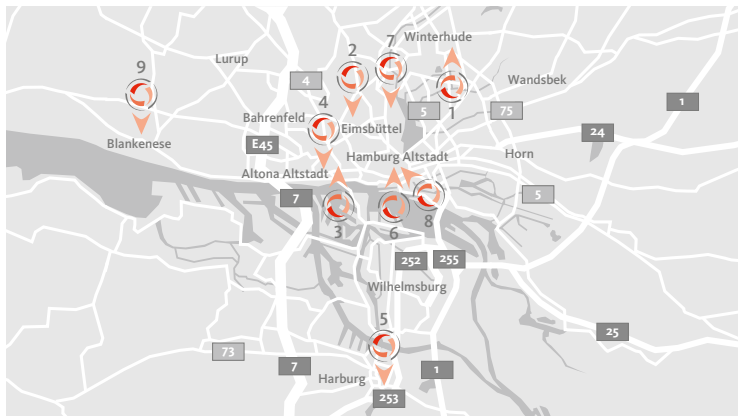 Winterhude
7
2
9
Lurup
Wandsbek
4
1
4
5
75
1
Bahrenfeld
Eimsbüttel
24
Blankenese
E45
Hamburg Altstadt
Horn
Altona Altstadt
7
5
3
6
8
252
255
Wilhelmsburg
5
25
73
7
1
Harburg
253